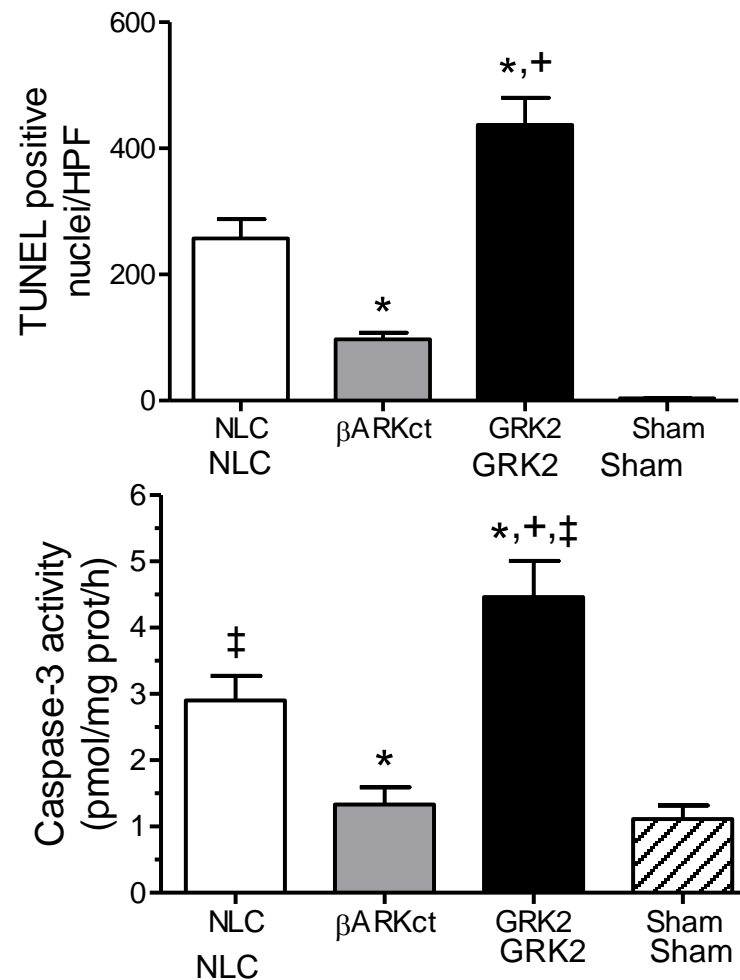 600
*,+
400
TUNEL positive
nuclei/HPF
200
*
0
NLC βARKct GRK2 Sham
NLC GRK2 Sham
6
*,+,‡
5
Caspase-3 activity
(pmol/mg prot/h)
4
‡
3
2
*
1
0
NLC βARKct GRK2 Sham
NLC GRK2 Sham